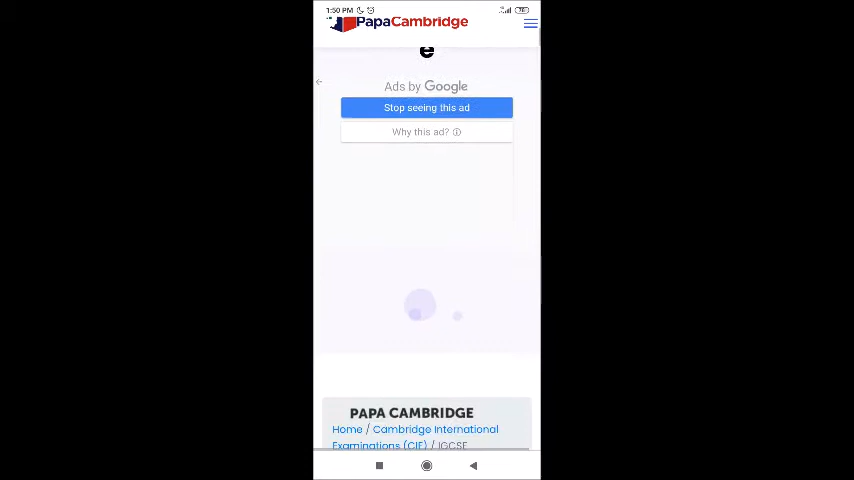 1:50 PM
78
PapaCambridge
e
Ads by Google
Stop seeing this ad
Why this ad?
PAPA CAMBRIDGE
Home / Cambridge International
Examinations (CIE) / IGCSE